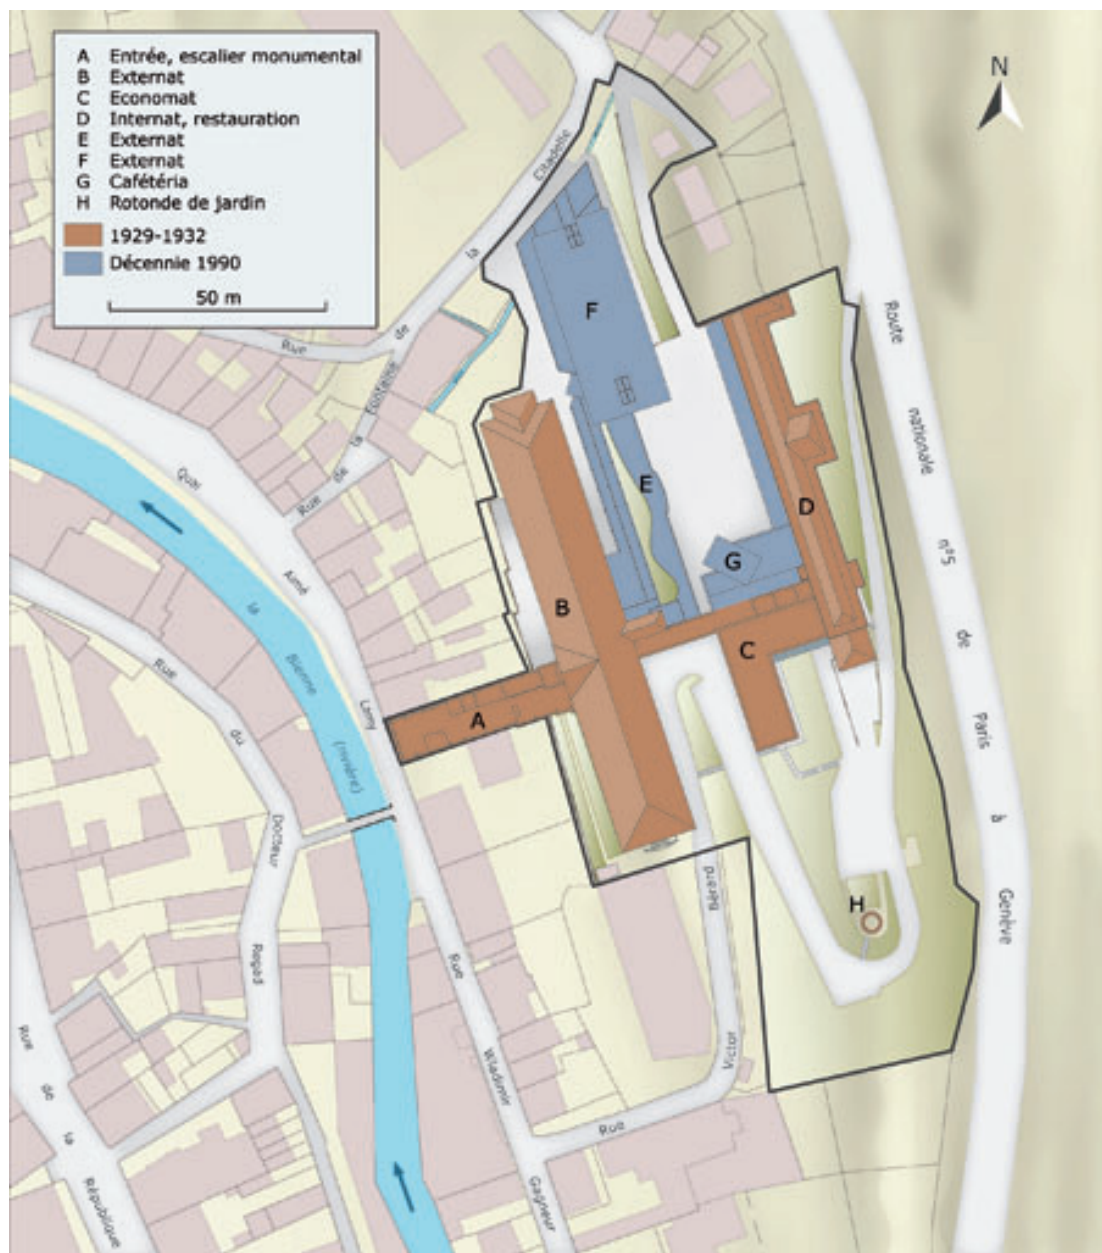 A Entrée, escalier monumental
B Externat
C Economat
D Internat, restauration
E Externat
F Externat
G Cafétéria
H Rotonde de jardin
1929-1932
Décennie 1990
50 m
N
Rue de la Citadelle
Rue de la Fontaine
Quai Aimé Lamy
la Bienne (rivière)
Rue du Docteur Regad
Rue de la République
Rue Wladimir Gagneur
Rue Victor Bérard
Route nationale n°5 de Paris à Genève
F
E
D
G
B
C
A
H